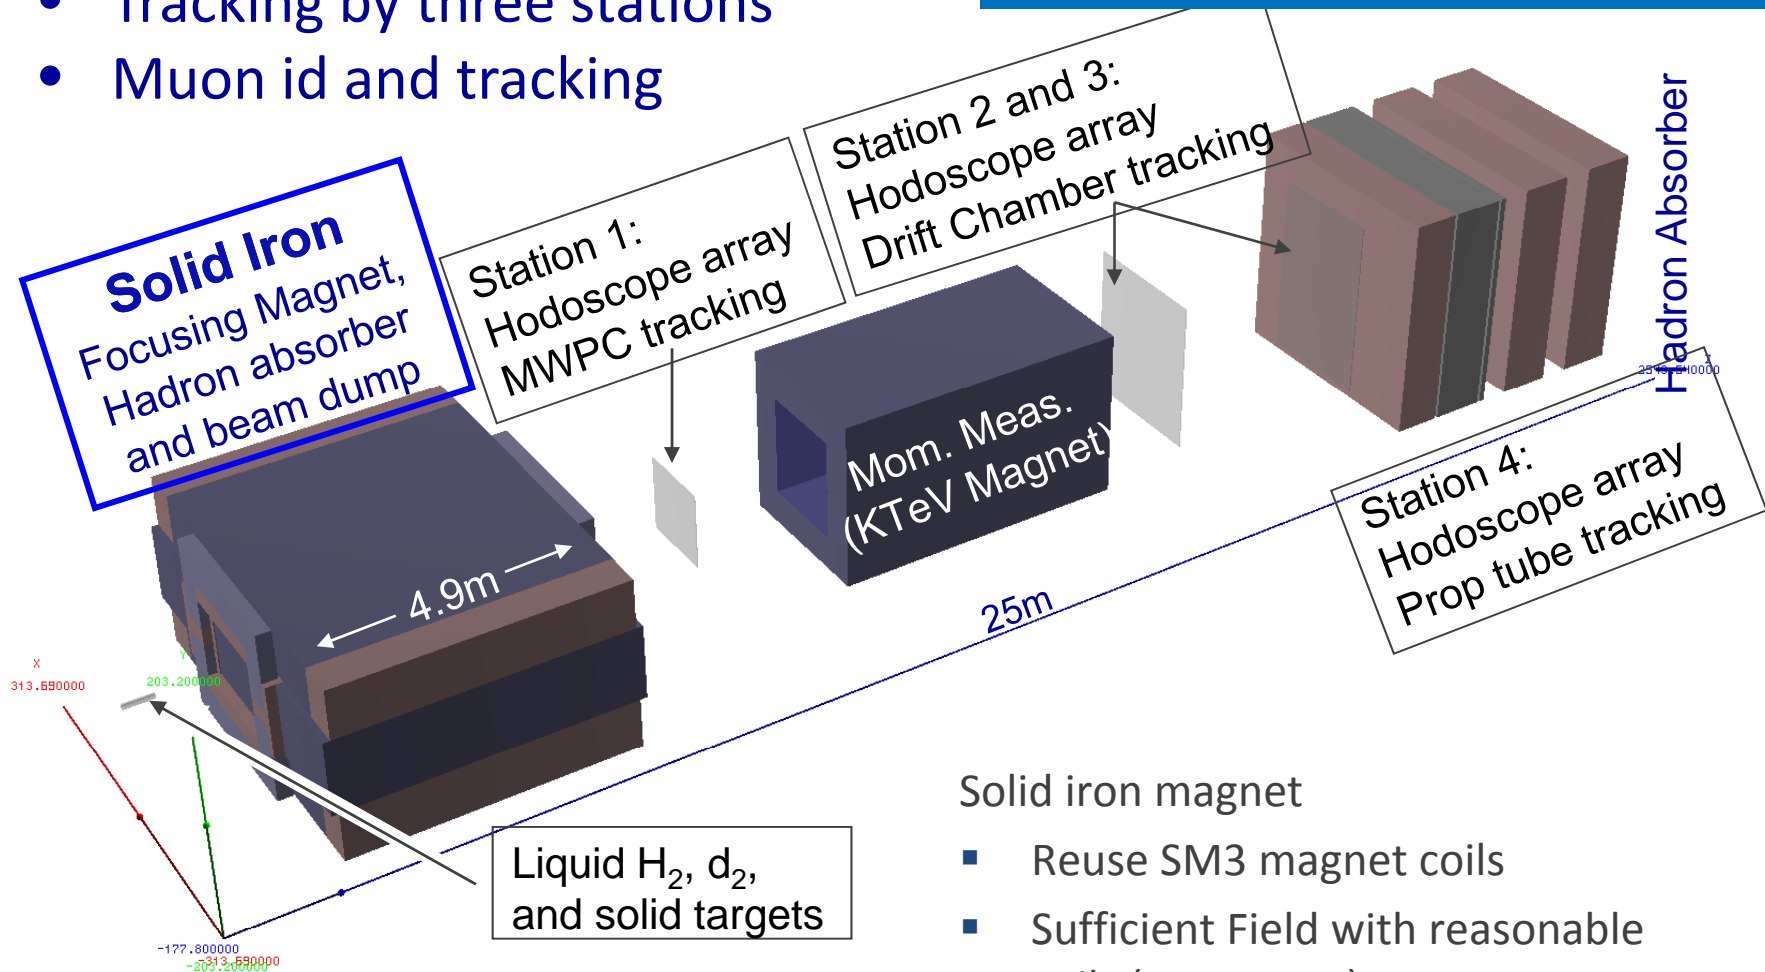 • Tracking by three stations
• Muon id and tracking
Solid Iron
Focusing Magnet,
Hadron absorber
and beam dump
Station 1:
Hodoscope array
MWPC tracking
Station 2 and 3:
Hodoscope array
Drift Chamber tracking
Hadron Absorber
Mom. Meas.
(KTeV Magnet)
Station 4:
Hodoscope array
Prop tube tracking
4.9m
25m
X
Y
203.200000
Z
-177.800000
Liquid H₂, d₂,
and solid targets
Solid iron magnet
▪ Reuse SM3 magnet coils
▪ Sufficient Field with reasonable